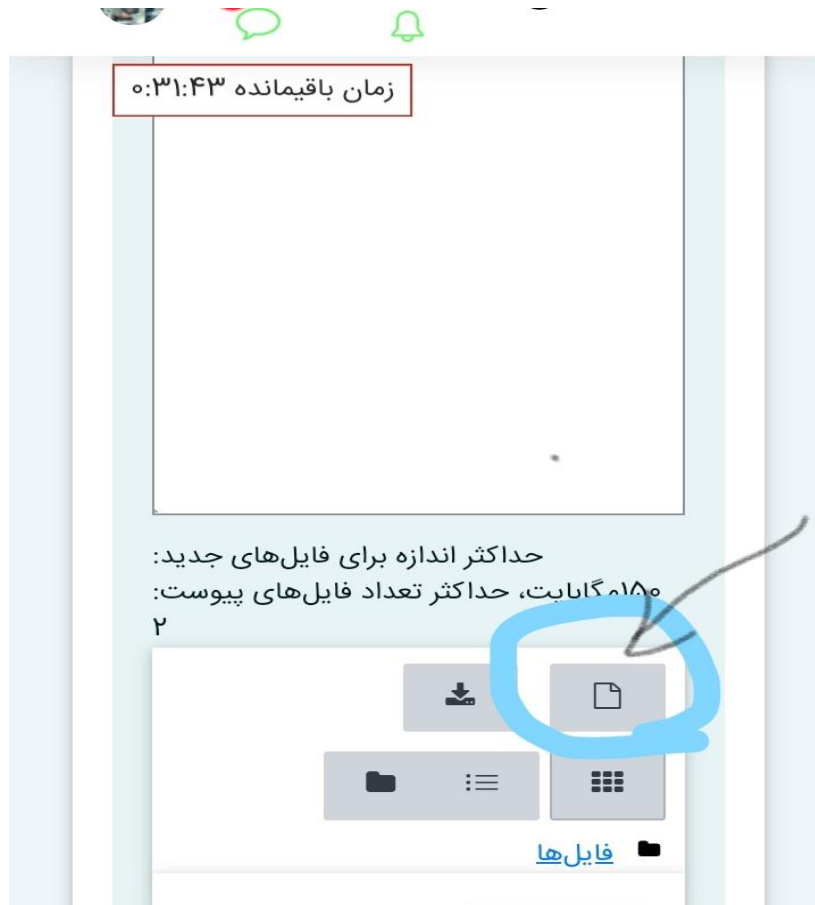 زمان باقیمانده ۰:۳۱:۴۳
حداکثر اندازه برای فایل‌های جدید:
۱۵۰مگابایت، حداکثر تعداد فایل‌های پیوست:
۲
فایل‌ها